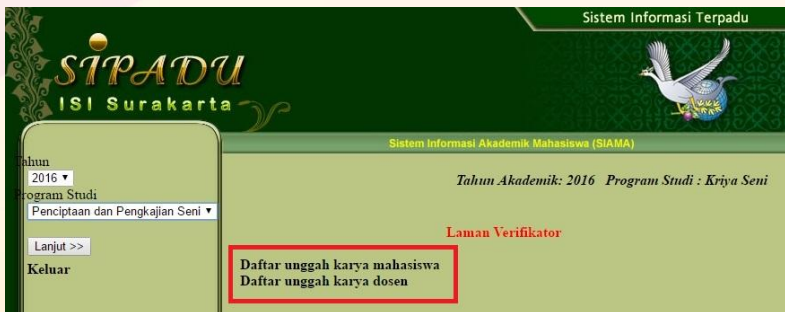 Sistem Informasi Terpadu
SIPADU
ISI Surakarta
Sistem Informasi Akademik Mahasiswa (SIAMA)
Tahun
2016
Program Studi
Penciptaan dan Pengkajian Seni
Lanjut >>
Keluar
Tahun Akademik: 2016 Program Studi : Kriya Seni
Laman Verifikator
Daftar unggah karya mahasiswa
Daftar unggah karya dosen